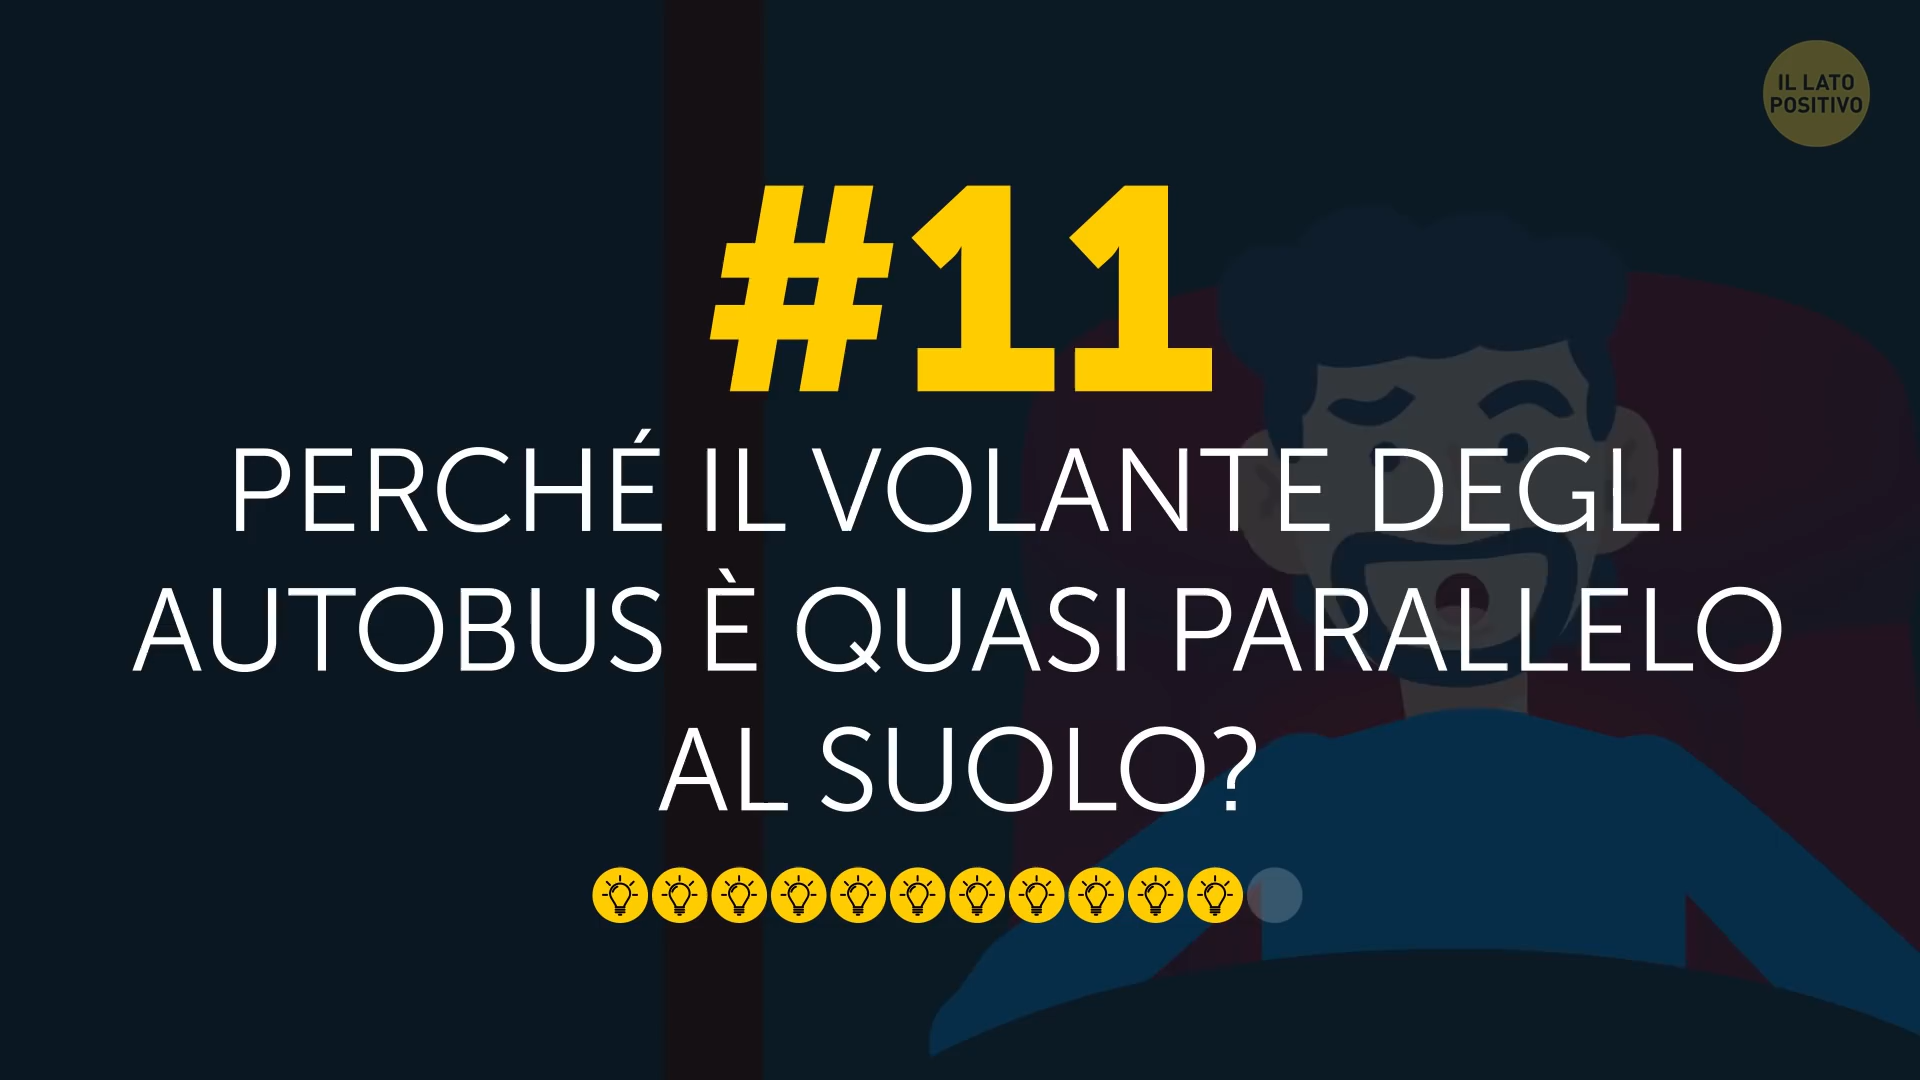 IL LATO
POSITIVO
#11
PERCHÉ IL VOLANTE DEGLI
AUTOBUS È QUASI PARALLELO
AL SUOLO?